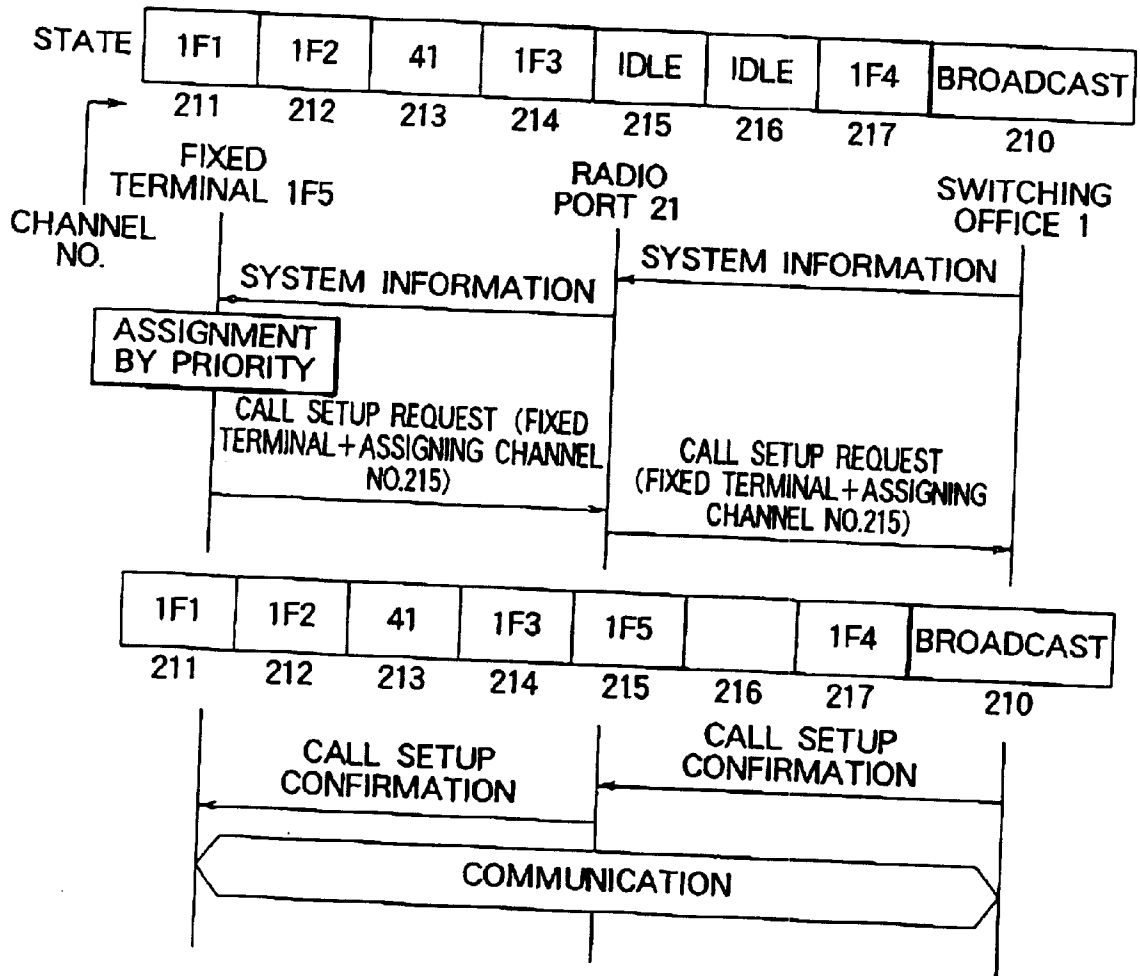 STATE 1F1 1F2 41 1F3 IDLE IDLE 1F4 BROADCAST
211 212 213 214 215 216 217 210
CHANNEL
NO.
FIXED
TERMINAL 1F5
RADIO
PORT 21
SWITCHING
OFFICE 1
SYSTEM INFORMATION
SYSTEM INFORMATION
ASSIGNMENT
BY PRIORITY
CALL SETUP REQUEST (FIXED
TERMINAL+ASSIGNING CHANNEL
NO.215)
CALL SETUP REQUEST
(FIXED TERMINAL+ASSIGNING
CHANNEL NO.215)
1F1 1F2 41 1F3 1F5 1F4 BROADCAST
211 212 213 214 215 216 217 210
CALL SETUP
CONFIRMATION
CALL SETUP
CONFIRMATION
COMMUNICATION